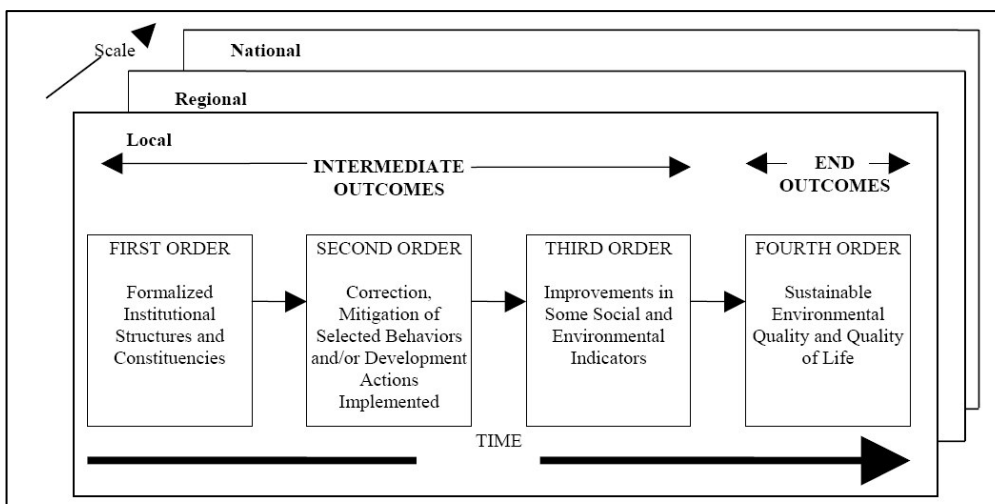 Scale
National
Regional
Local
INTERMEDIATE
OUTCOMES
END
OUTCOMES
FIRST ORDER
Formalized
Institutional
Structures and
Constituencies
SECOND ORDER
Correction,
Mitigation of
Selected Behaviors
and/or Development
Actions
Implemented
THIRD ORDER
Improvements in
Some Social and
Environmental
Indicators
FOURTH ORDER
Sustainable
Environmental
Quality and Quality
of Life
TIME